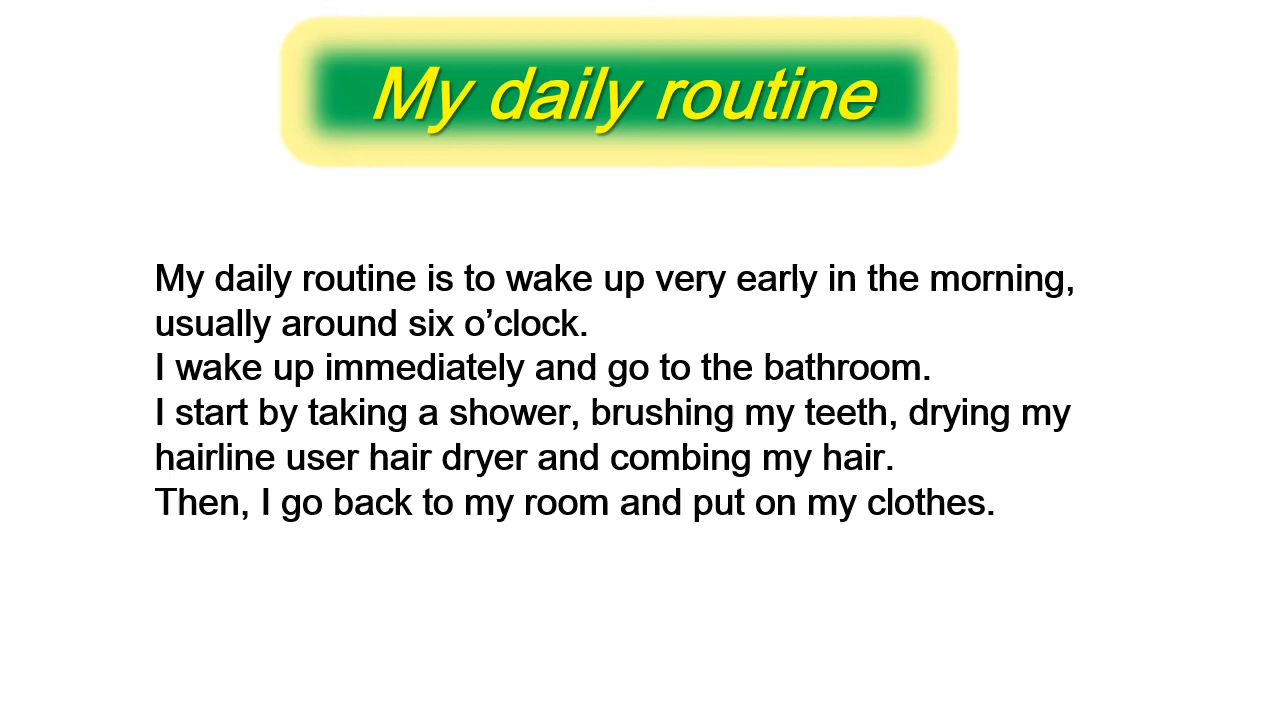 My daily routine
My daily routine is to wake up very early in the morning,
usually around six o’clock.
I wake up immediately and go to the bathroom.
I start by taking a shower, brushing my teeth, drying my
hairline user hair dryer and combing my hair.
Then, I go back to my room and put on my clothes.